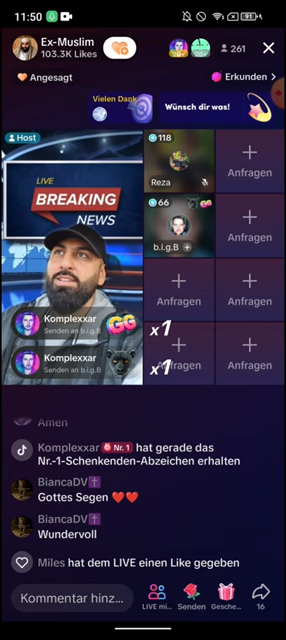 11:50
91
Ex-Muslim
103.3K Likes
261
Angesagt
Erkunden
Vielen Dank
Wünsch dir was!
Host
LIVE
BREAKING
NEWS
118
Reza
Anfragen
66
b.i.g.B
GG
Anfragen
Anfragen
Anfragen
Anfragen
Anfragen
Komplexxar
Senden an b.i.g.B
GG
x1
Komplexxar
Senden an b.i.g.B
x1
Amen
Komplexxar Nr. 1 hat gerade das
Nr.-1-Schenkenden-Abzeichen erhalten
BiancaDV✝️
Gottes Segen ❤️❤️
BiancaDV✝️
Wundervoll
Miles hat dem LIVE einen Like gegeben
Kommentar hinz...
LIVE mi...
Senden
Gesche...
16